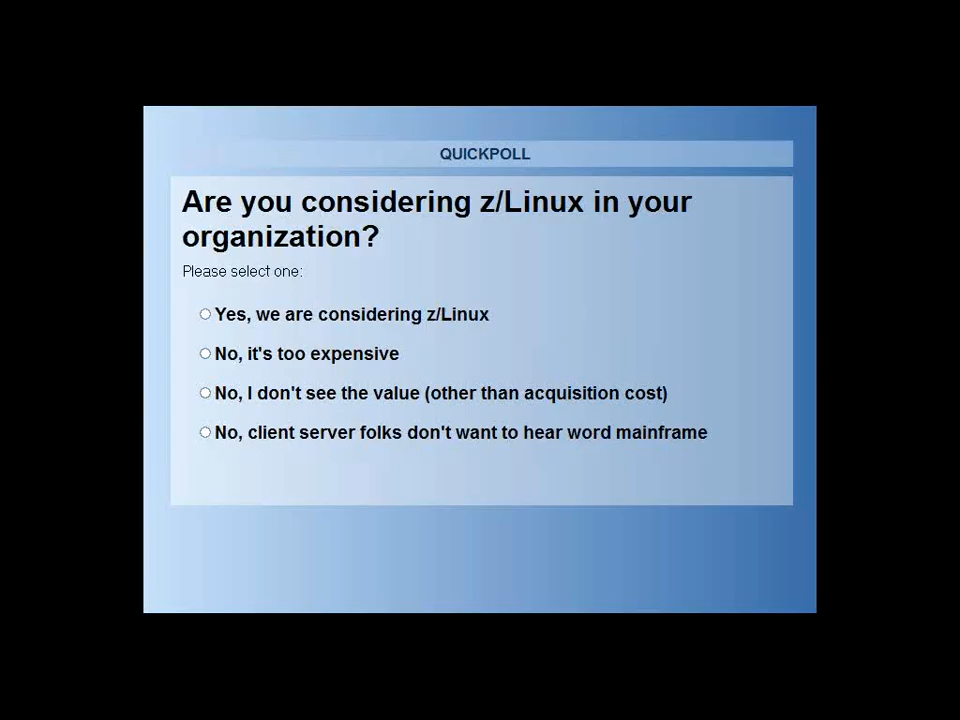 QUICKPOLL
Are you considering z/Linux in your
organization?
Please select one:
Yes, we are considering z/Linux
No, it's too expensive
No, I don't see the value (other than acquisition cost)
No, client server folks don't want to hear word mainframe